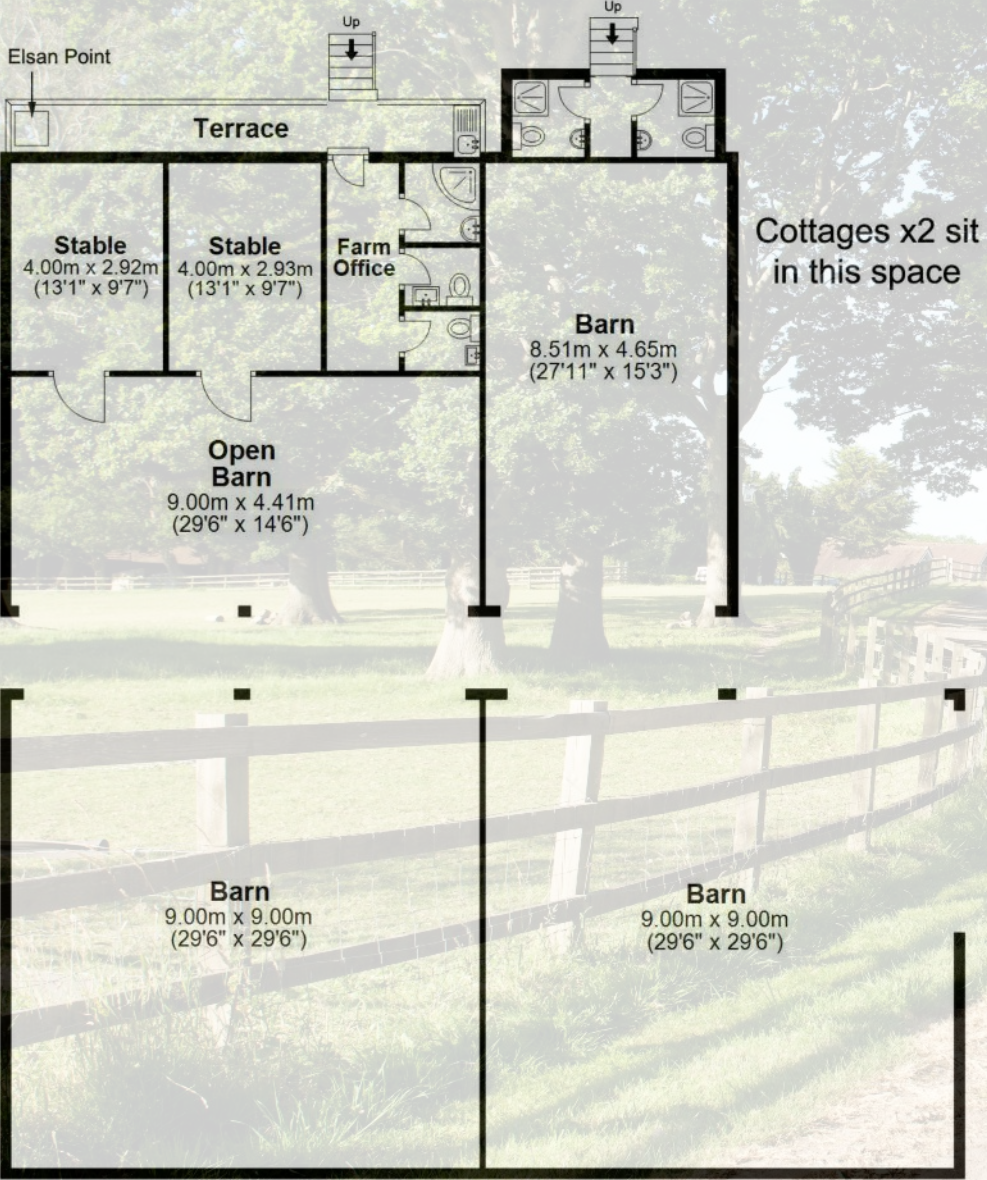 Up
Up
Elsan Point
Terrace
Stable
4.00m x 2.92m
(13'1" x 9'7")
Stable
4.00m x 2.93m
(13'1" x 9'7")
Farm
Office
Cottages x2 sit
in this space
Barn
8.51m x 4.65m
(27'11" x 15'3")
Open
Barn
9.00m x 4.41m
(29'6" x 14'6")
Barn
9.00m x 9.00m
(29'6" x 29'6")
Barn
9.00m x 9.00m
(29'6" x 29'6")